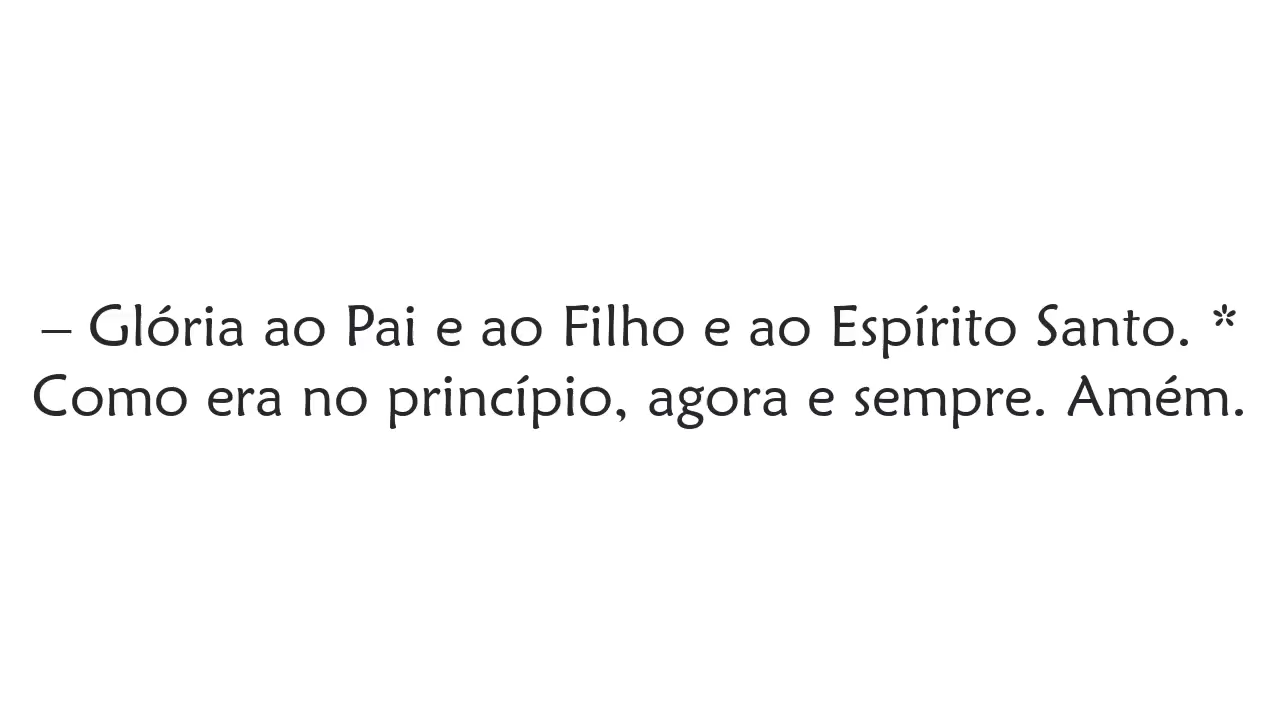 – Glória ao Pai e ao Filho e ao Espírito Santo. *
Como era no princípio, agora e sempre. Amém.